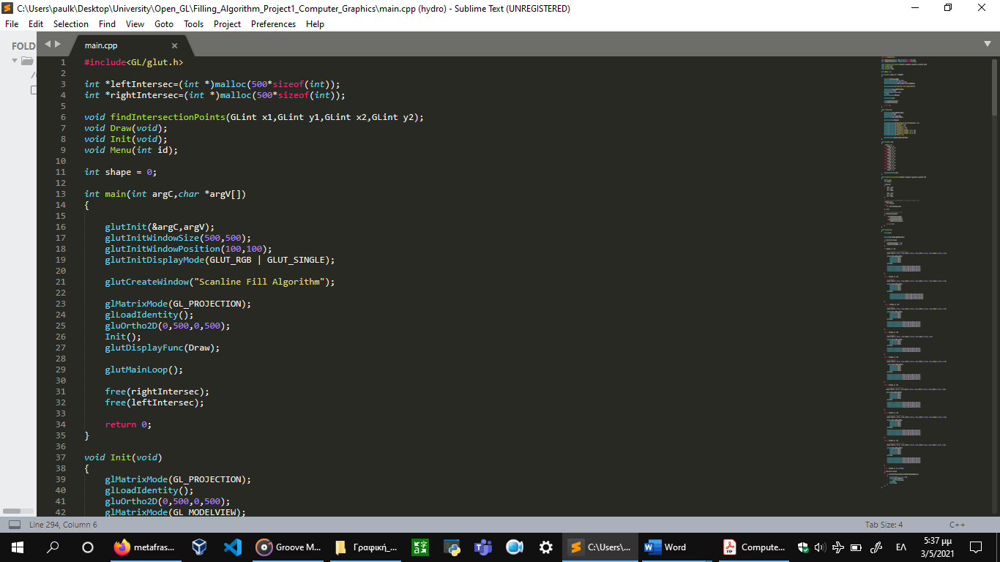 C:\Users\paulk\Desktop\University\Open_GL\Filling_Algorithm_Project1_Computer_Graphics\main.cpp (hydro) - Sublime Text (UNREGISTERED)
File Edit Selection Find View Goto Tools Project Preferences Help
FOLD
main.cpp
1 #include<GL/glut.h>
2
3 int *leftIntersec=(int *)malloc(500*sizeof(int));
4 int *rightIntersec=(int *)malloc(500*sizeof(int));
5
6 void findIntersectionPoints(GLint x1,GLint y1,GLint x2,GLint y2);
7 void Draw(void);
8 void Init(void);
9 void Menu(int id);
10
11 int shape = 0;
12
13 int main(int argC,char *argV[])
14 {
15
16 glutInit(&argC,argV);
17 glutInitWindowSize(500,500);
18 glutInitWindowPosition(100,100);
19 glutInitDisplayMode(GLUT_RGB | GLUT_SINGLE);
20
21 glutCreateWindow("Scanline Fill Algorithm");
22
23 glMatrixMode(GL_PROJECTION);
24 glLoadIdentity();
25 gluOrtho2D(0,500,0,500);
26 Init();
27 glutDisplayFunc(Draw);
28
29 glutMainLoop();
30
31 free(rightIntersec);
32 free(leftIntersec);
33
34 return 0;
35 }
36
37 void Init(void)
38 {
39 glMatrixMode(GL_PROJECTION);
40 glLoadIdentity();
41 gluOrtho2D(0,500,0,500);
42 glMatrixMode(GL_MODELVIEW);
Line 294, Column 6 Tab Size: 4 C++
metafras... Groove M... Γραφική_... C:\Users\... Word Compute... ΕΛ 5:37 μμ
3/5/2021